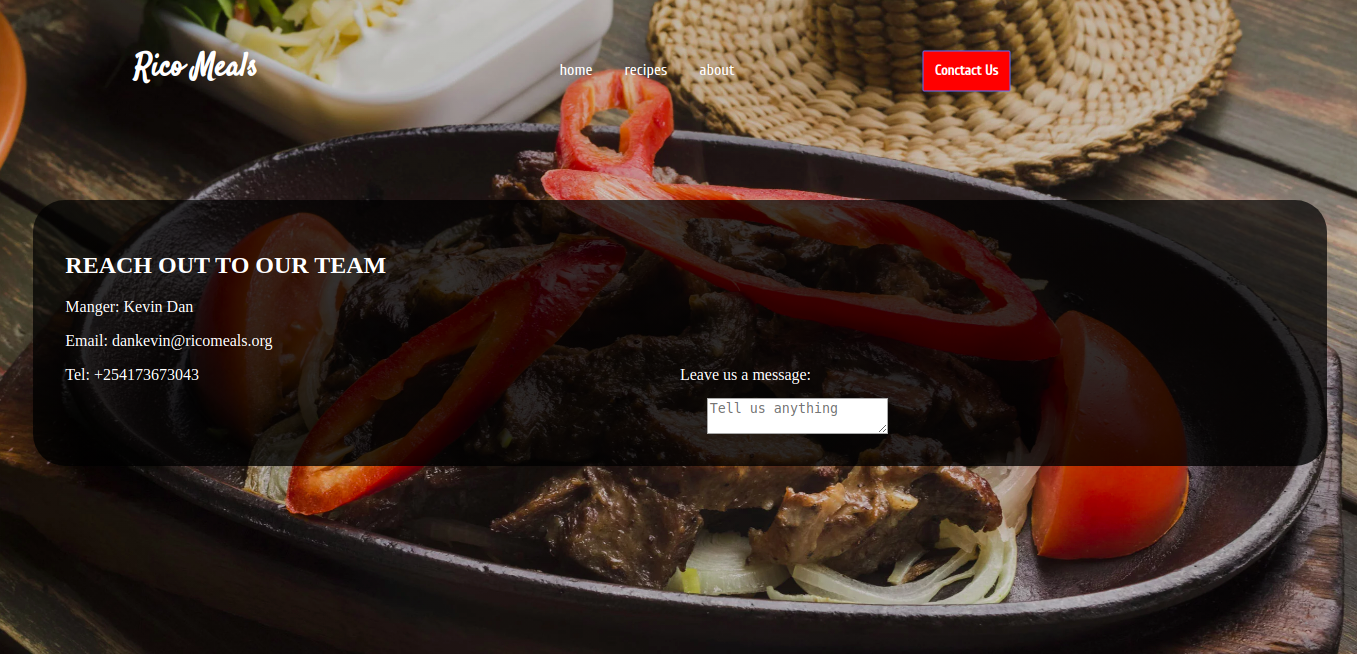 Rico Meals
home recipes about
Conctact Us
REACH OUT TO OUR TEAM
Manger: Kevin Dan
Email: dankevin@ricomeals.org
Tel: +254173673043
Leave us a message:
Tell us anything